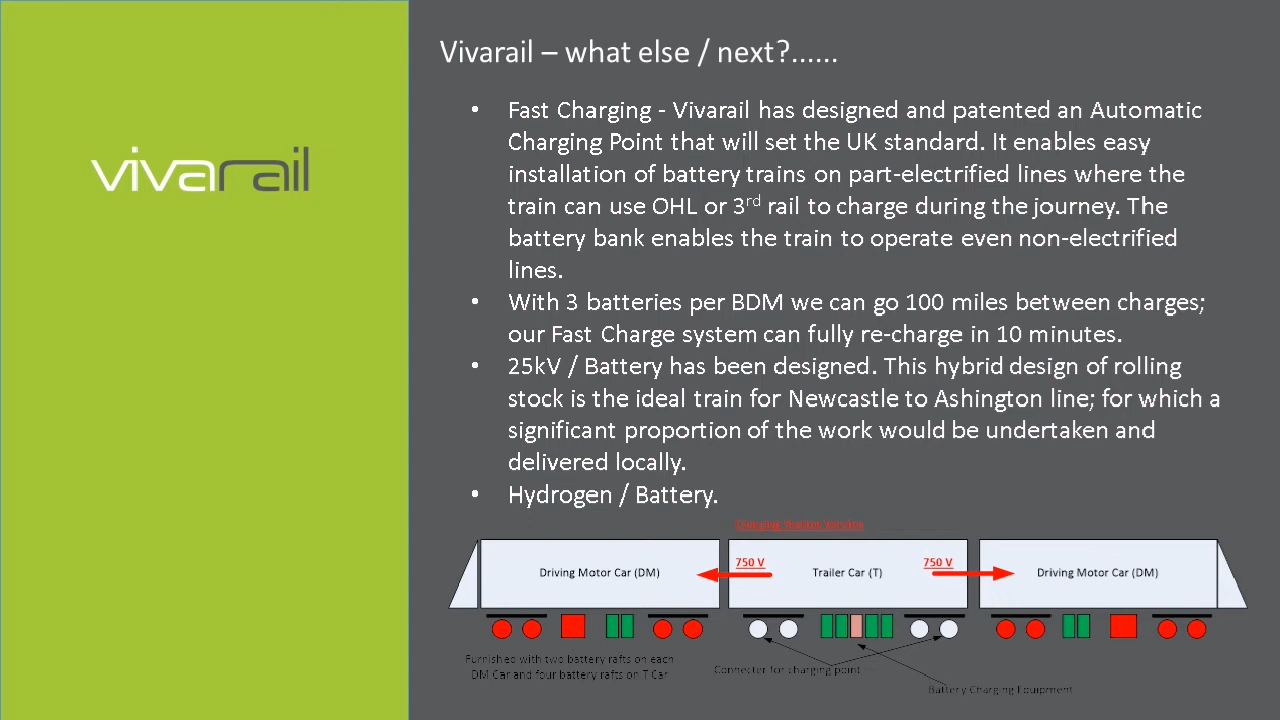 vivarail
Vivarail – what else / next?......
• Fast Charging - Vivarail has designed and patented an Automatic
Charging Point that will set the UK standard. It enables easy
installation of battery trains on part-electrified lines where the
train can use OHL or 3rd rail to charge during the journey. The
battery bank enables the train to operate even non-electrified
lines.
• With 3 batteries per BDM we can go 100 miles between charges;
our Fast Charge system can fully re-charge in 10 minutes.
• 25kV / Battery has been designed. This hybrid design of rolling
stock is the ideal train for Newcastle to Ashington line; for which a
significant proportion of the work would be undertaken and
delivered locally.
• Hydrogen / Battery.
Driving Motor Car (DM)
750 V
Trailer Car (T)
750 V
Driving Motor Car (DM)
Furnished with two battery rafts on each
DM Car and four battery rafts on T Car
Connecter for charging point
Battery Charging Equipment